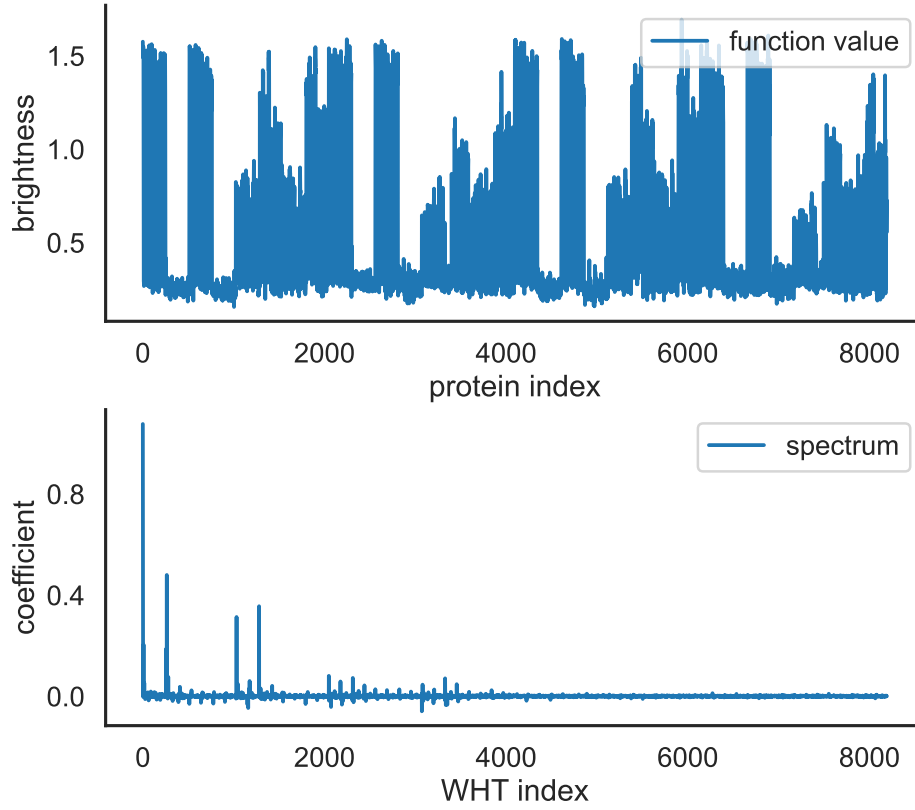 function value
1.5
1.0
0.5
brightness
0 2000 4000 6000 8000
protein index
spectrum
0.8
0.4
0.0
coefficient
0 2000 4000 6000 8000
WHT index